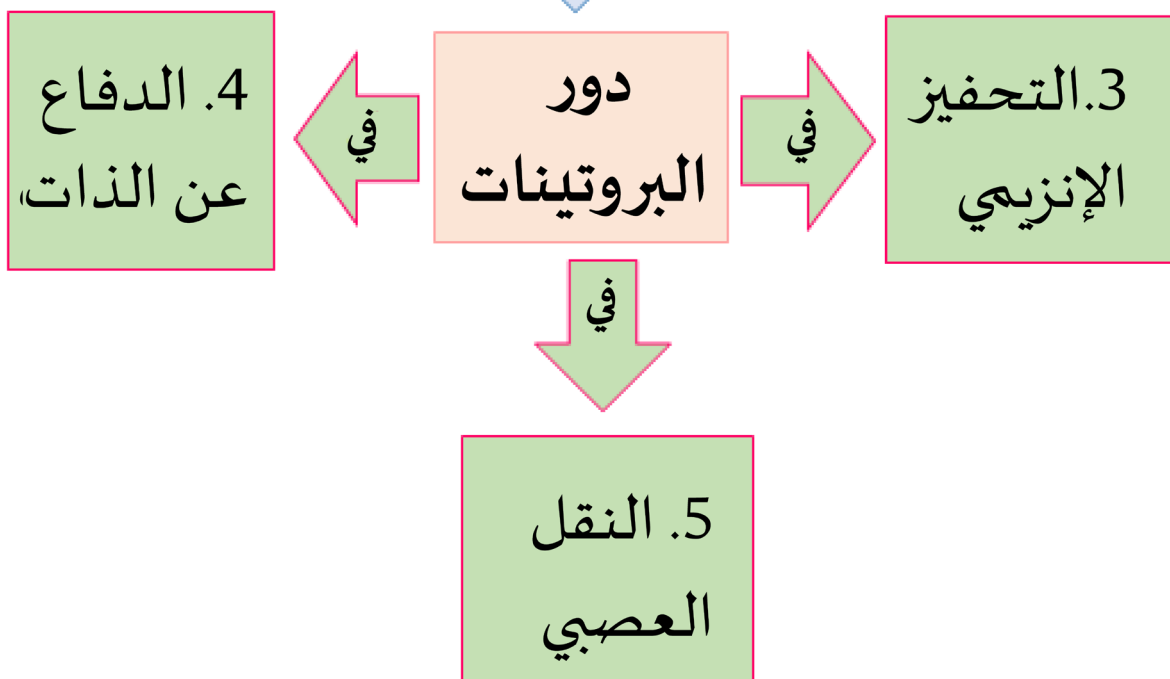 دور
البروتينات
في
3.التحفيز
الإنزيمي
في
4. الدفاع
عن الذات
في
5. النقل
العصبي